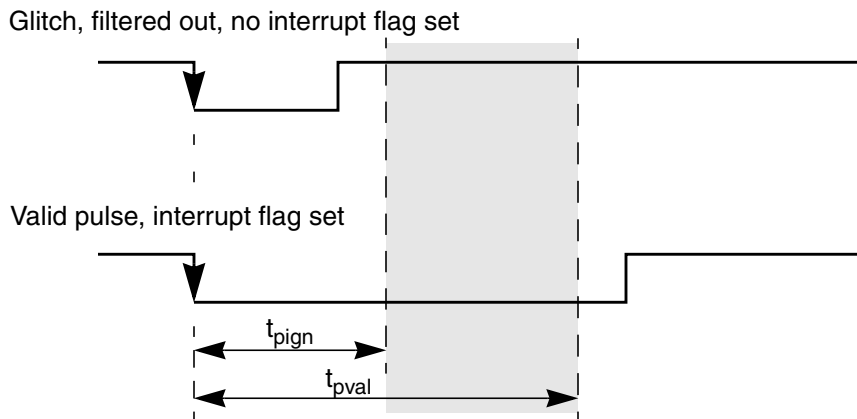 Glitch, filtered out, no interrupt flag set
Valid pulse, interrupt flag set
tpign
tpval